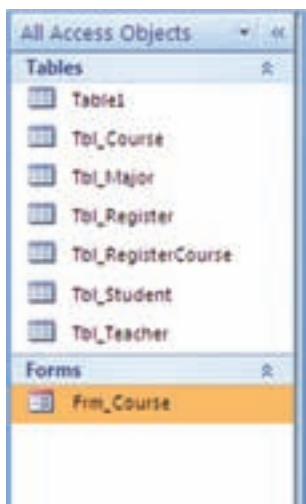 All Access Objects
Tables
Table1
Tbl_Course
Tbl_Major
Tbl_Register
Tbl_RegisterCourse
Tbl_Student
Tbl_Teacher
Forms
Frm_Course